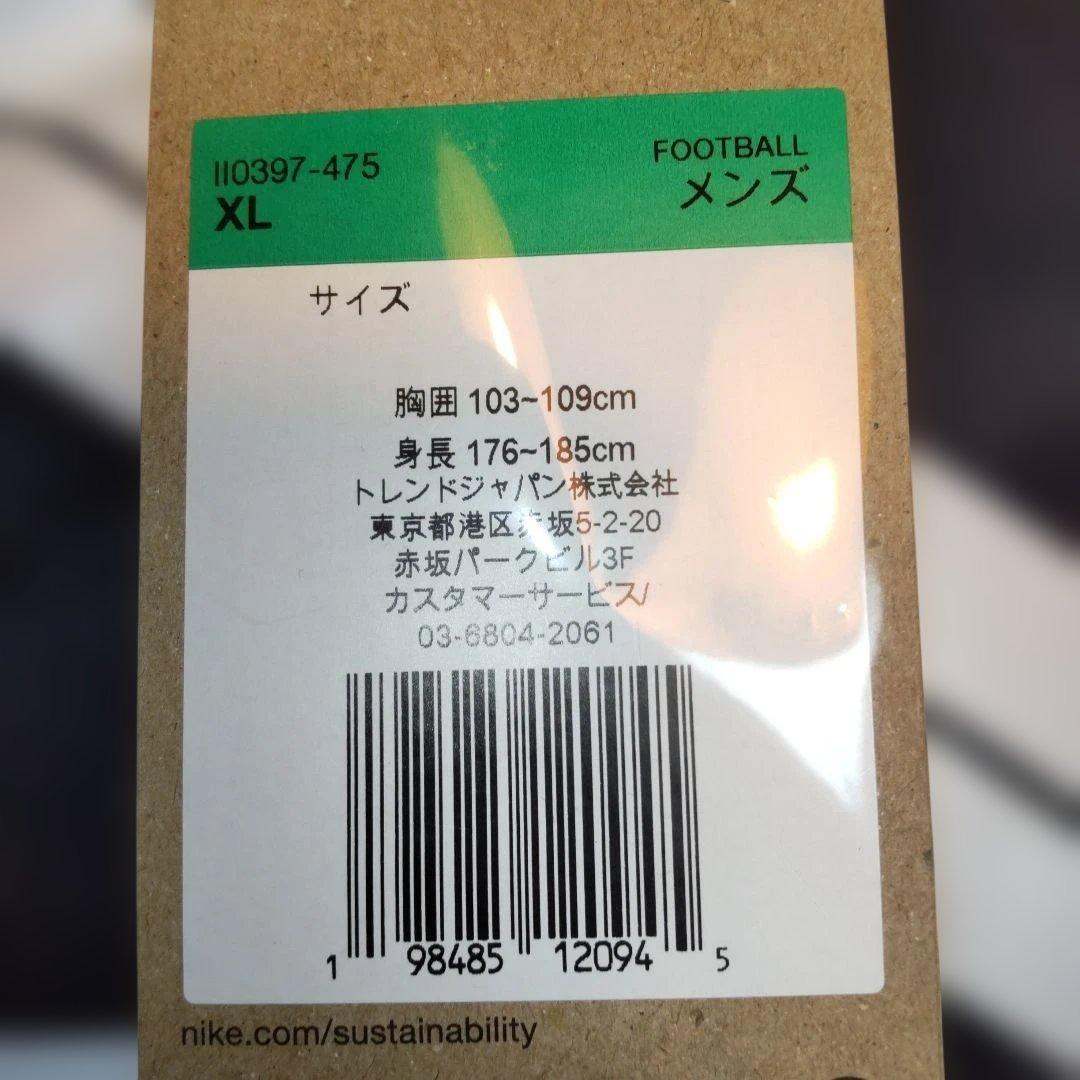 II0397-475
XL
FOOTBALL
メンズ
サイズ
胸囲 103~109cm
身長 176~185cm
トレンドジャパン株式会社
東京都港区赤坂5-2-20
赤坂パークビル3F
カスタマーサービス/
03-6804-2061
1 98485 12094 5
nike.com/sustainability